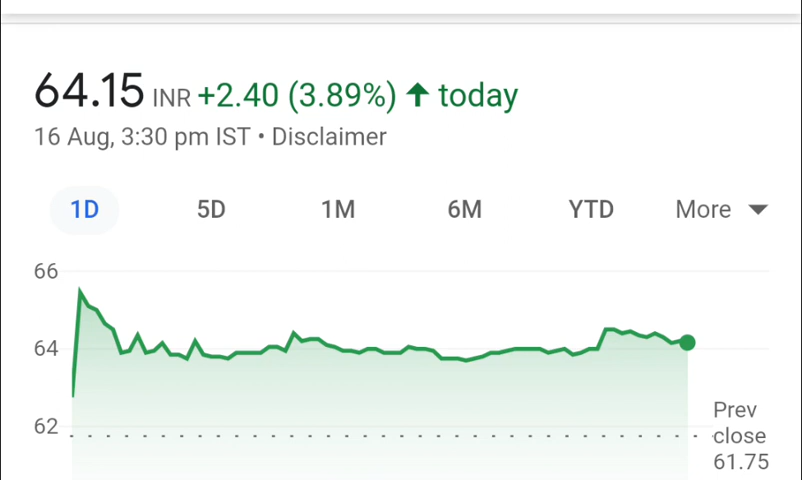 64.15 INR +2.40 (3.89%) ↑ today
16 Aug, 3:30 pm IST • Disclaimer
1D 5D 1M 6M YTD More
66
64
62
Prev
close
61.75